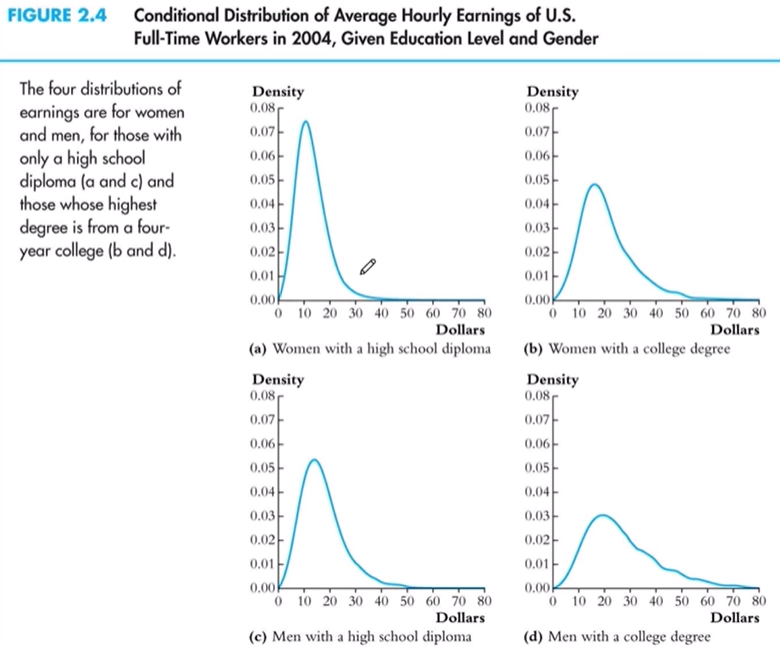 FIGURE 2.4 Conditional Distribution of Average Hourly Earnings of U.S.
Full-Time Workers in 2004, Given Education Level and Gender
The four distributions of
earnings are for women
and men, for those with
only a high school
diploma (a and c) and
those whose highest
degree is from a four-
year college (b and d).
Density
0.08
0.07
0.06
0.05
0.04
0.03
0.02
0.01
0.00
0 10 20 30 40 50 60 70 80
Dollars
(a) Women with a high school diploma
Density
0.08
0.07
0.06
0.05
0.04
0.03
0.02
0.01
0.00
0 10 20 30 40 50 60 70 80
Dollars
(b) Women with a college degree
Density
0.08
0.07
0.06
0.05
0.04
0.03
0.02
0.01
0.00
0 10 20 30 40 50 60 70 80
Dollars
(c) Men with a high school diploma
Density
0.08
0.07
0.06
0.05
0.04
0.03
0.02
0.01
0.00
0 10 20 30 40 50 60 70 80
Dollars
(d) Men with a college degree